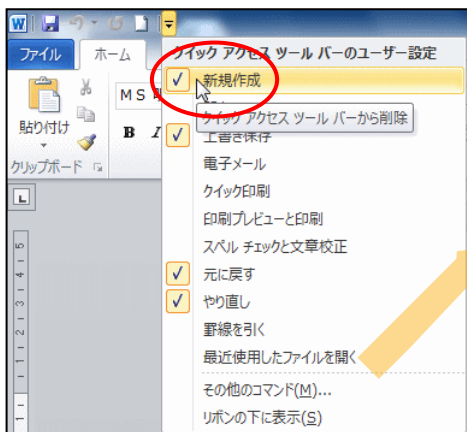 W
ファイル ホーム
クイック アクセス ツール バーのユーザー設定
新規作成
クイック アクセス ツール バーから削除
上書き保存
電子メール
クイック印刷
印刷プレビューと印刷
スペル チェックと文章校正
元に戻す
やり直し
罫線を引く
最近使用したファイルを開く
その他のコマンド(M)...
リボンの下に表示(S)
貼り付け
クリップボード
MS 明
B I
L
5 4 3 2 1 1